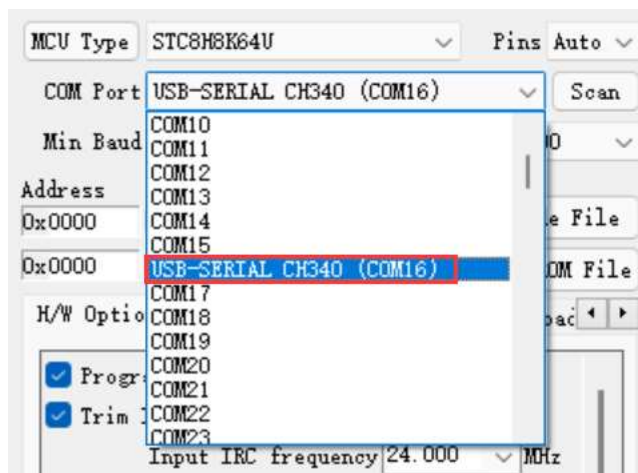 MCU Type STC8H8K64U Pins Auto
COM Port USB-SERIAL CH340 (COM16) Scan
COM10
Min Baud COM11
COM12
Address COM13
0x0000 COM14 File
COM15
0x0000 USB-SERIAL CH340 (COM16) File
COM17
H/W COM18
COM19
COM20
COM21
Trim COM22
COM23
Input IRC frequency 24.000 MHz